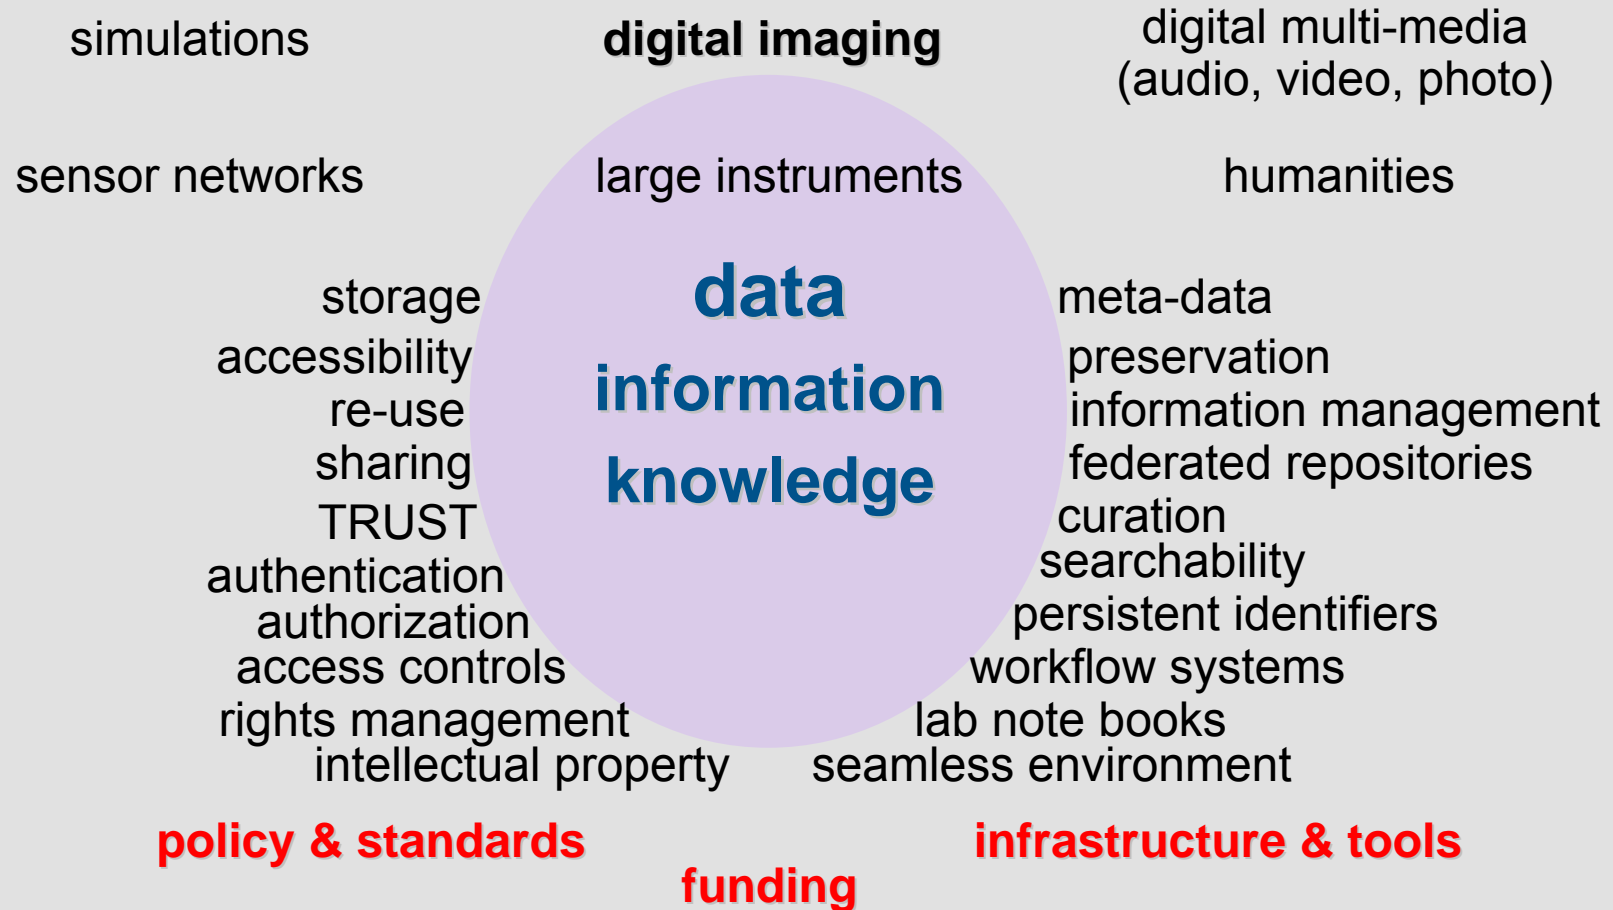 simulations
digital imaging
digital multi-media
(audio, video, photo)
sensor networks
large instruments
humanities
data
information
knowledge
storage
accessibility
re-use
sharing
TRUST
authentication
authorization
access controls
rights management
intellectual property
meta-data
preservation
information management
federated repositories
curation
searchability
persistent identifiers
workflow systems
lab note books
seamless environment
policy & standards
infrastructure & tools
funding